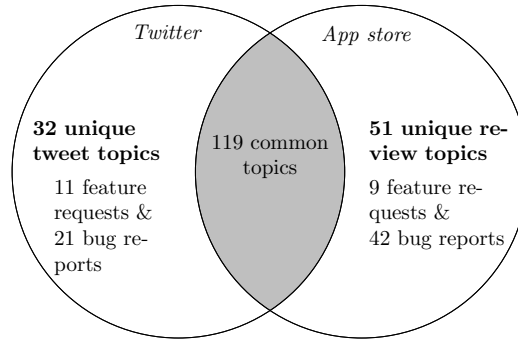 Twitter
App store
32 unique
tweet topics
11 feature
requests &
21 bug re-
ports
119 common
topics
51 unique re-
view topics
9 feature re-
quests &
42 bug reports